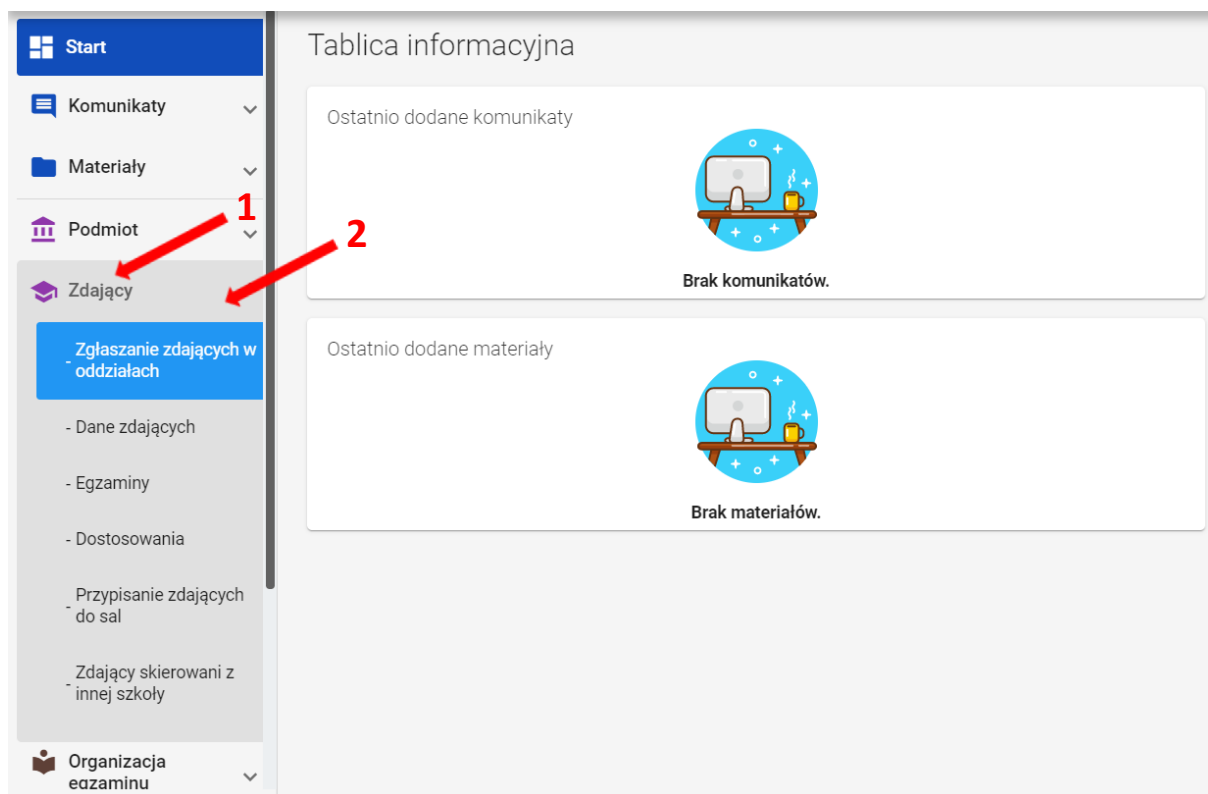 Start
Komunikaty
Materiały
Podmiot
1
2
Zdający
- Zgłaszanie zdających w
oddziałach
- Dane zdających
- Egzaminy
- Dostosowania
- Przypisanie zdających
do sal
- Zdający skierowani z
innej szkoły
Organizacja
egzaminu
Tablica informacyjna
Ostatnio dodane komunikaty
Brak komunikatów.
Ostatnio dodane materiały
Brak materiałów.